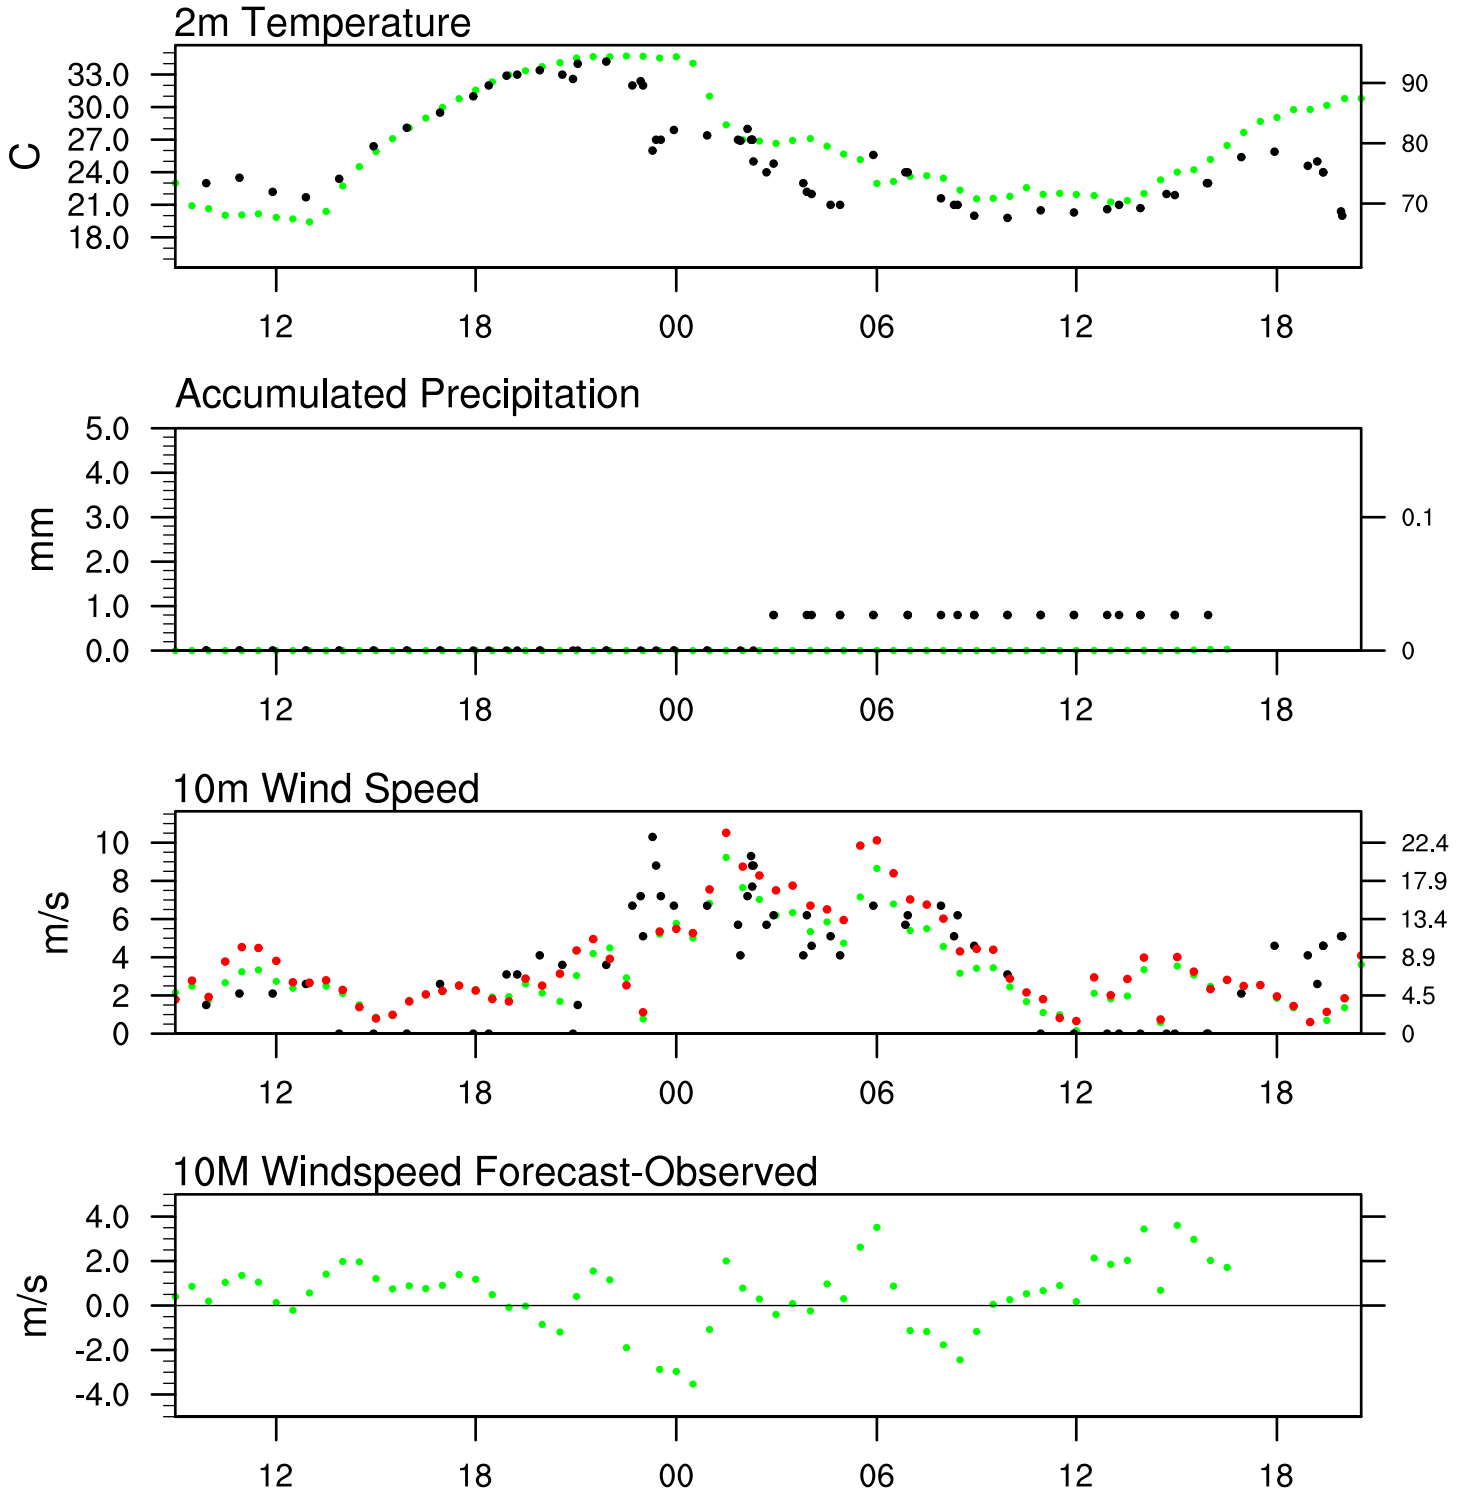 2m Temperature
33.0
30.0
27.0
24.0
21.0
18.0
C
90
80
70
12 18 00 06 12 18
Accumulated Precipitation
5.0
4.0
3.0
2.0
1.0
0.0
mm
0.1
0
12 18 00 06 12 18
10m Wind Speed
10
8
6
4
2
0
m/s
22.4
17.9
13.4
8.9
4.5
0
12 18 00 06 12 18
10M Windspeed Forecast-Observed
4.0
2.0
0.0
-2.0
-4.0
m/s
12 18 00 06 12 18